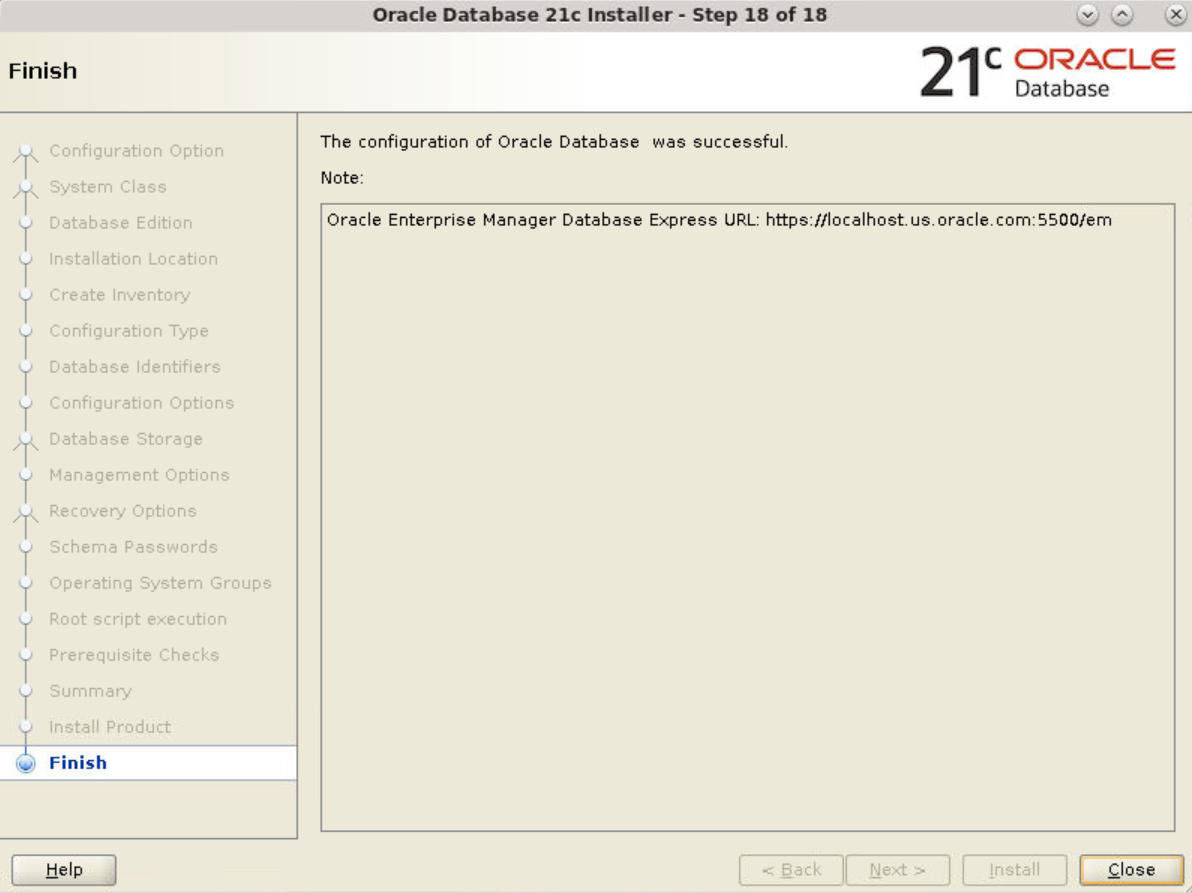 Oracle Database 21c Installer - Step 18 of 18
Finish
21c ORACLE
Database
Configuration Option
System Class
Database Edition
Installation Location
Create Inventory
Configuration Type
Database Identifiers
Configuration Options
Database Storage
Management Options
Recovery Options
Schema Passwords
Operating System Groups
Root script execution
Prerequisite Checks
Summary
Install Product
Finish
The configuration of Oracle Database  was successful.
Note:
Oracle Enterprise Manager Database Express URL: https://localhost.us.oracle.com:5500/em
Help
< Back
Next >
Install
Close